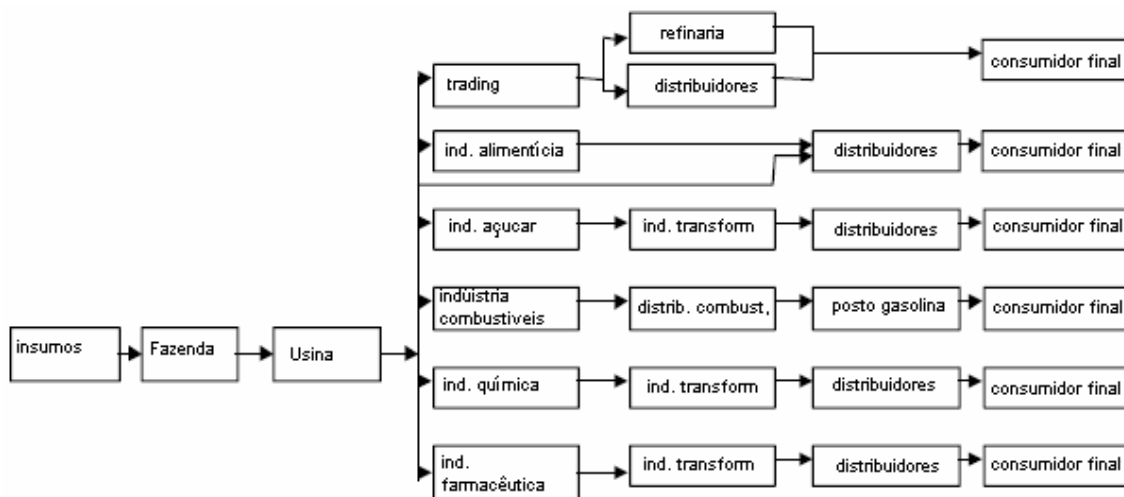 refinaria
consumidor final
trading
distribuidores
ind. alimentícia
distribuidores
consumidor final
ind. açucar
ind. transform
distribuidores
consumidor final
indúistria
combustiveis
distrib. combust,
posto gasolina
consumidor final
insumos
Fazenda
Usina
ind. química
ind. transform
distribuidores
consumidor final
ind.
farmacêutica
ind. transform
distribuidores
consumidor final